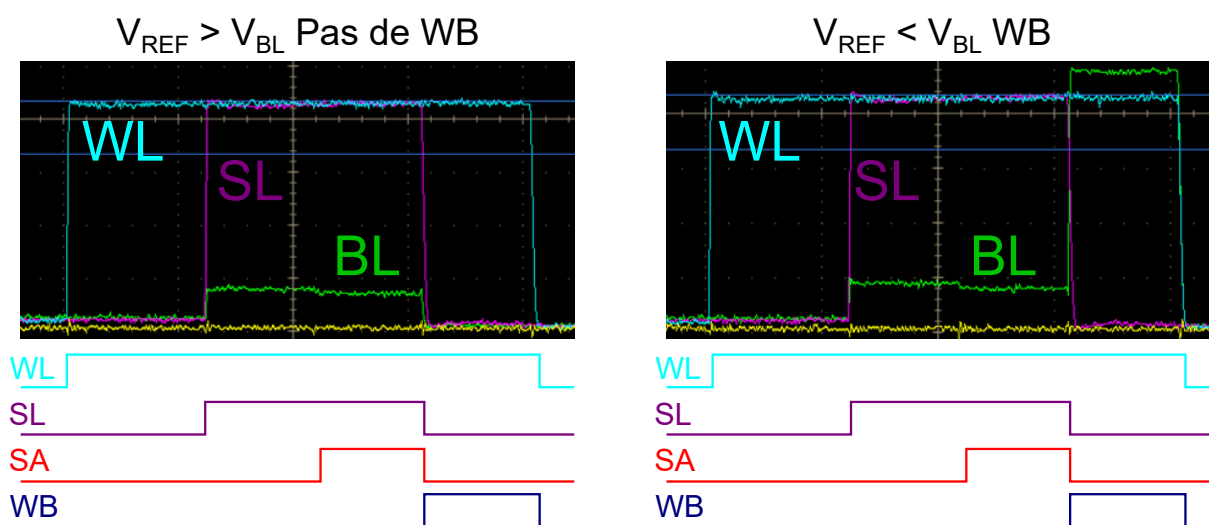 V_REF > V_BL Pas de WB
WL
SL
BL
WL
SL
SA
WB
V_REF < V_BL WB
WL
SL
BL
WL
SL
SA
WB